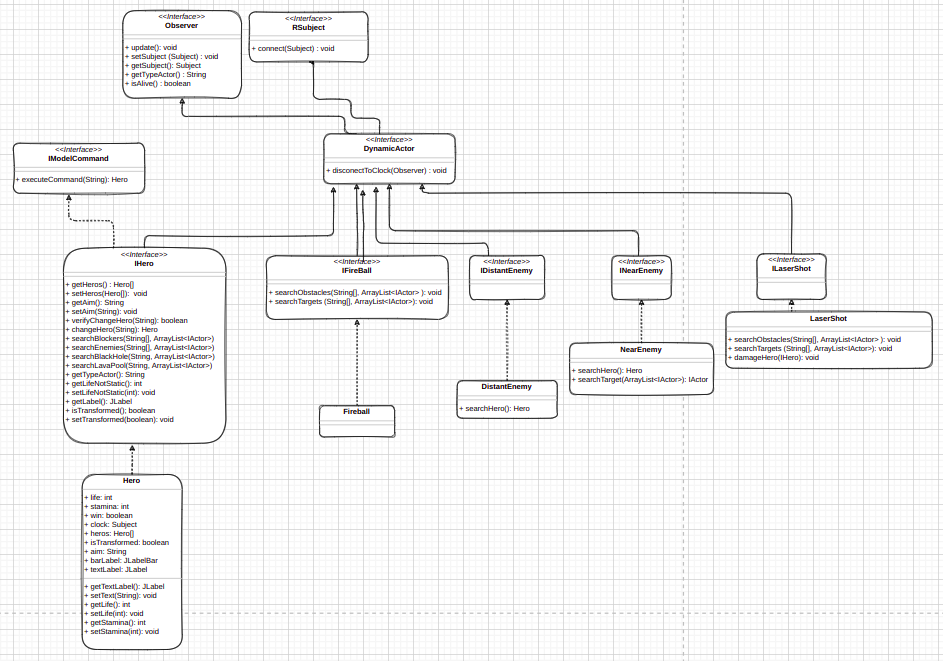 <<Interface>>
Observer
+ update(): void
+ setSubject (Subject) : void
+ getSubject(): Subject
+ getTypeActor() : String
+ isAlive() : boolean
<<Interface>>
RSubject
+ connect(Subject) : void
<<Interface>>
IModelCommand
+ executeCommand(String): Hero
<<Interface>>
DynamicActor
+ disconectToClock(Observer) : void
<<Interface>>
IHero
+ getHeros() : Hero[]
+ setHeros(Hero[]): void
+ getAim(): String
+ setAim(String): void
+ verifyChangeHero(String): boolean
+ changeHero(String): Hero
+ searchBlockers(String[], ArrayList<IActor>)
+ searchEnemies(String[], ArrayList<IActor>)
+ searchBlackHole(String, ArrayList<IActor>)
+ searchLavaPool(String, ArrayList<IActor>)
+ getTypeActor(): String
+ getLifeNotStatic(): int
+ setLifeNotStatic(int): void
+ getLabel(): JLabel
+ isTransformed(); boolean
+ setTransformed(boolean): void
<<Interface>>
IFireBall
+ searchObstacles(String[], ArrayList<IActor> ): void
+ searchTargets (String[], ArrayList<IActor>): void
<<Interface>>
IDistantEnemy
<<Interface>>
INearEnemy
<<Interface>>
ILaserShot
LaserShot
+ searchObstacles(String[], ArrayList<IActor> ): void
+ searchTargets (String[], ArrayList<IActor>): void
+ damageHero(IHero): void
NearEnemy
+ searchHero(): Hero
+ searchTarget(ArrayList<IActor>): IActor
DistantEnemy
+ searchHero(): Hero
Fireball
Hero
+ life: int
+ stamina: int
+ win: boolean
+ clock: Subject
+ heros: Hero[]
+ isTransformed: boolean
+ aim: String
+ barLabel: JLabelBar
+ textLabel: JLabel
+ getTextLabel(): JLabel
+ setText(String): void
+ getLife(): int
+ setLife(int): void
+ getStamina(): int
+ setStamina(int): void